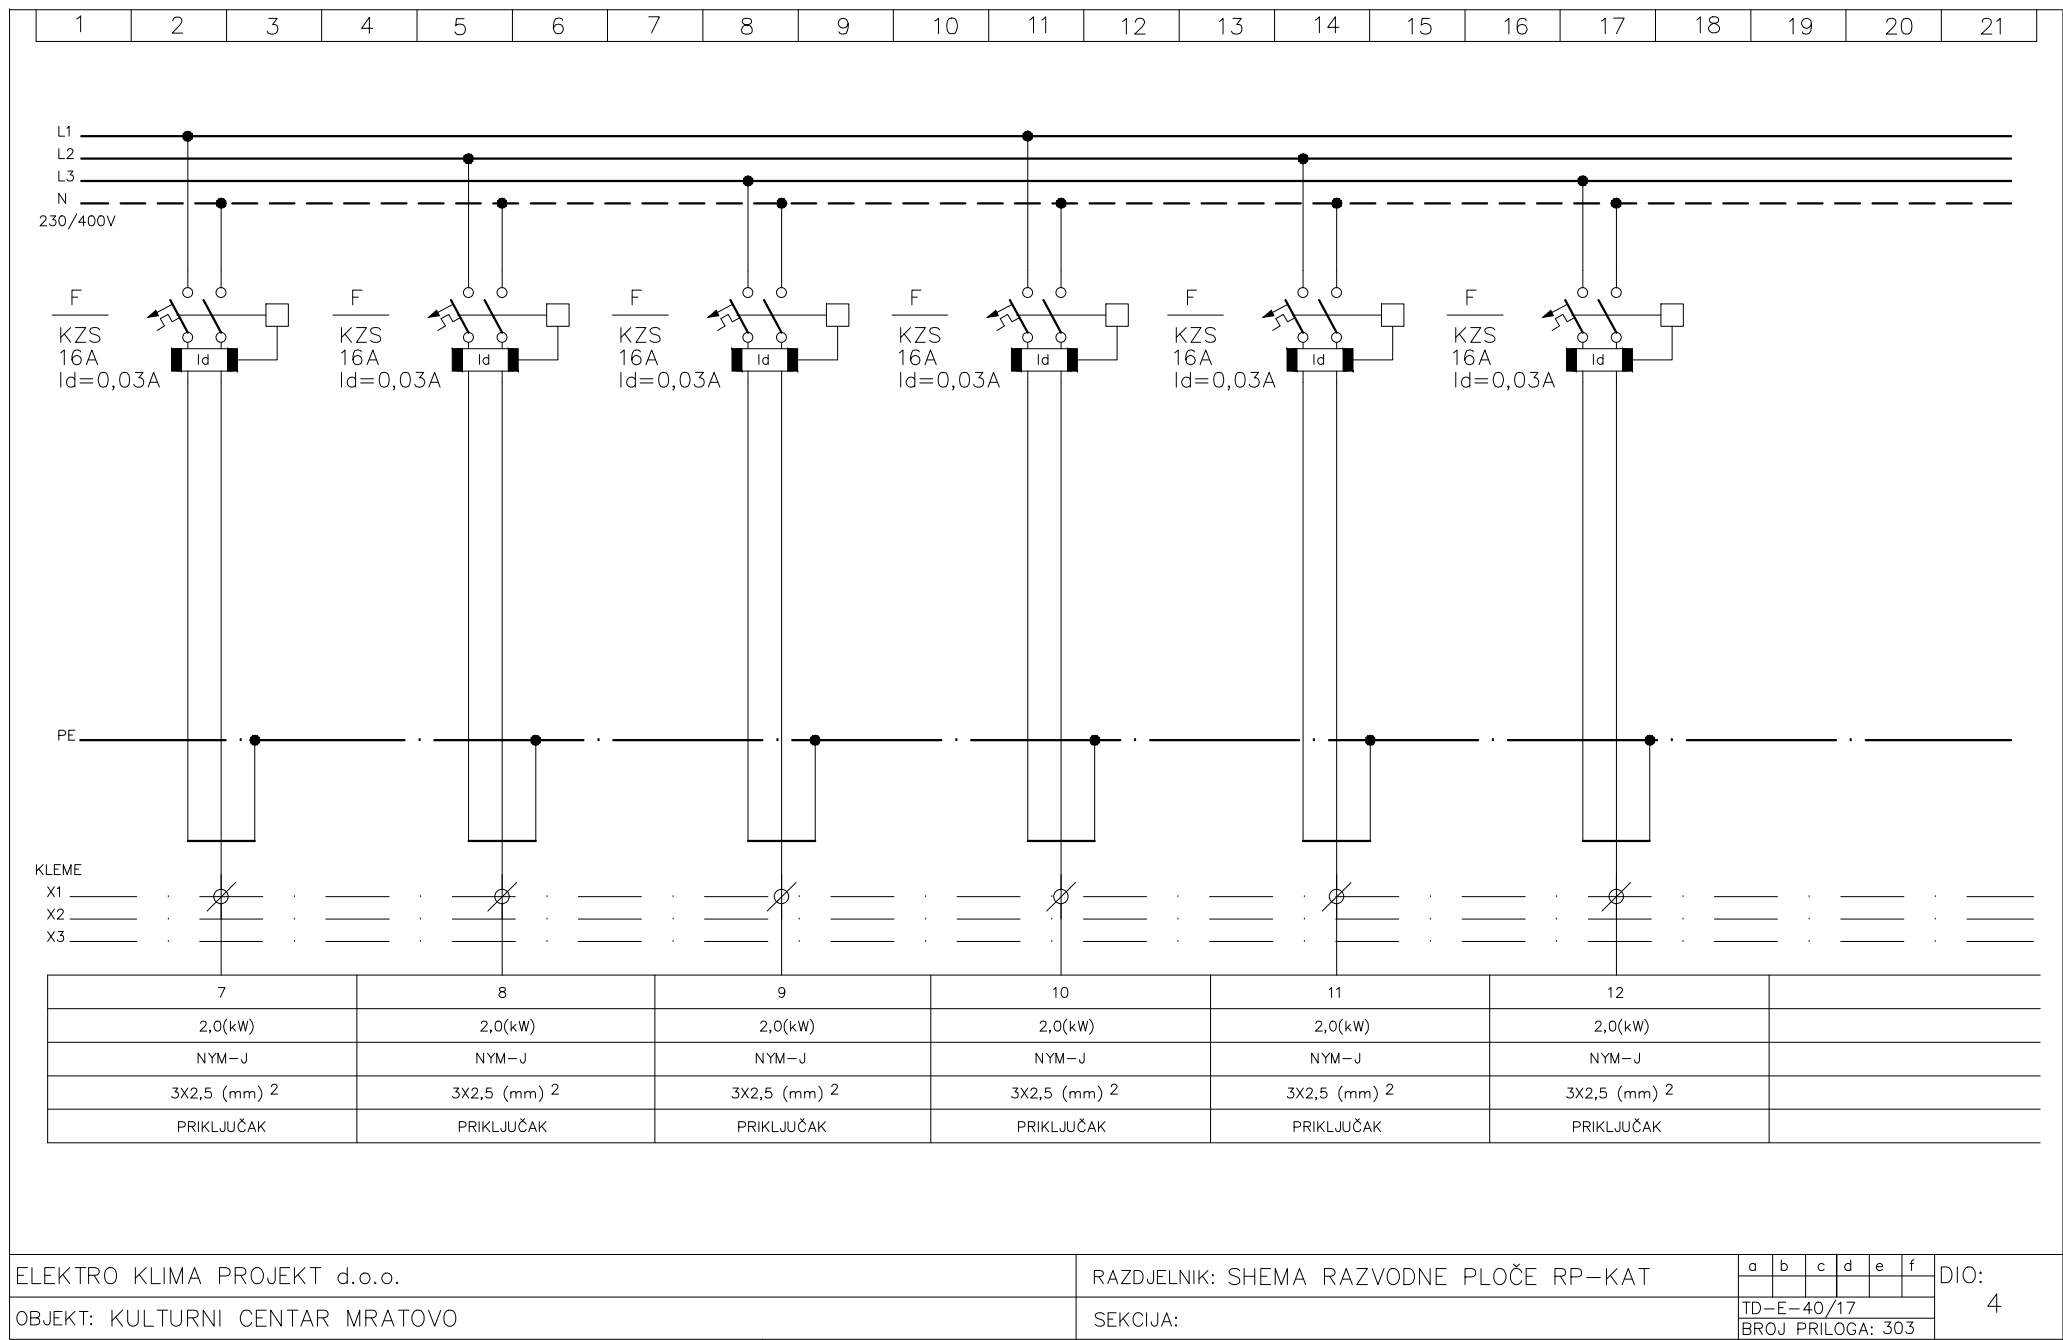 1 2 3 4 5 6 7 8 9 10 11 12 13 14 15 16 17 18 19 20 21
L1
L2
L3
N
230/400V
F F F F F F
KZS KZS KZS KZS KZS KZS
16A 16A 16A 16A 16A 16A
Id Id Id Id Id Id
Id=0,03A Id=0,03A Id=0,03A Id=0,03A Id=0,03A Id=0,03A
PE
KLEME
X1
X2
X3
7 8 9 10 11 12
2,0(kW) 2,0(kW) 2,0(kW) 2,0(kW) 2,0(kW) 2,0(kW)
NYM-J NYM-J NYM-J NYM-J NYM-J NYM-J
3X2,5 (mm) 2 3X2,5 (mm) 2 3X2,5 (mm) 2 3X2,5 (mm) 2 3X2,5 (mm) 2 3X2,5 (mm) 2
PRIKLJUČAK PRIKLJUČAK PRIKLJUČAK PRIKLJUČAK PRIKLJUČAK PRIKLJUČAK
ELEKTRO KLIMA PROJEKT d.o.o.
OBJEKT: KULTURNI CENTAR MRATOVO
RAZDJELNIK: SHEMA RAZVODNE PLOČE RP-KAT
SEKCIJA:
a b c d e f
TD-E-40/17
BROJ PRILOGA: 303
DIO:
4